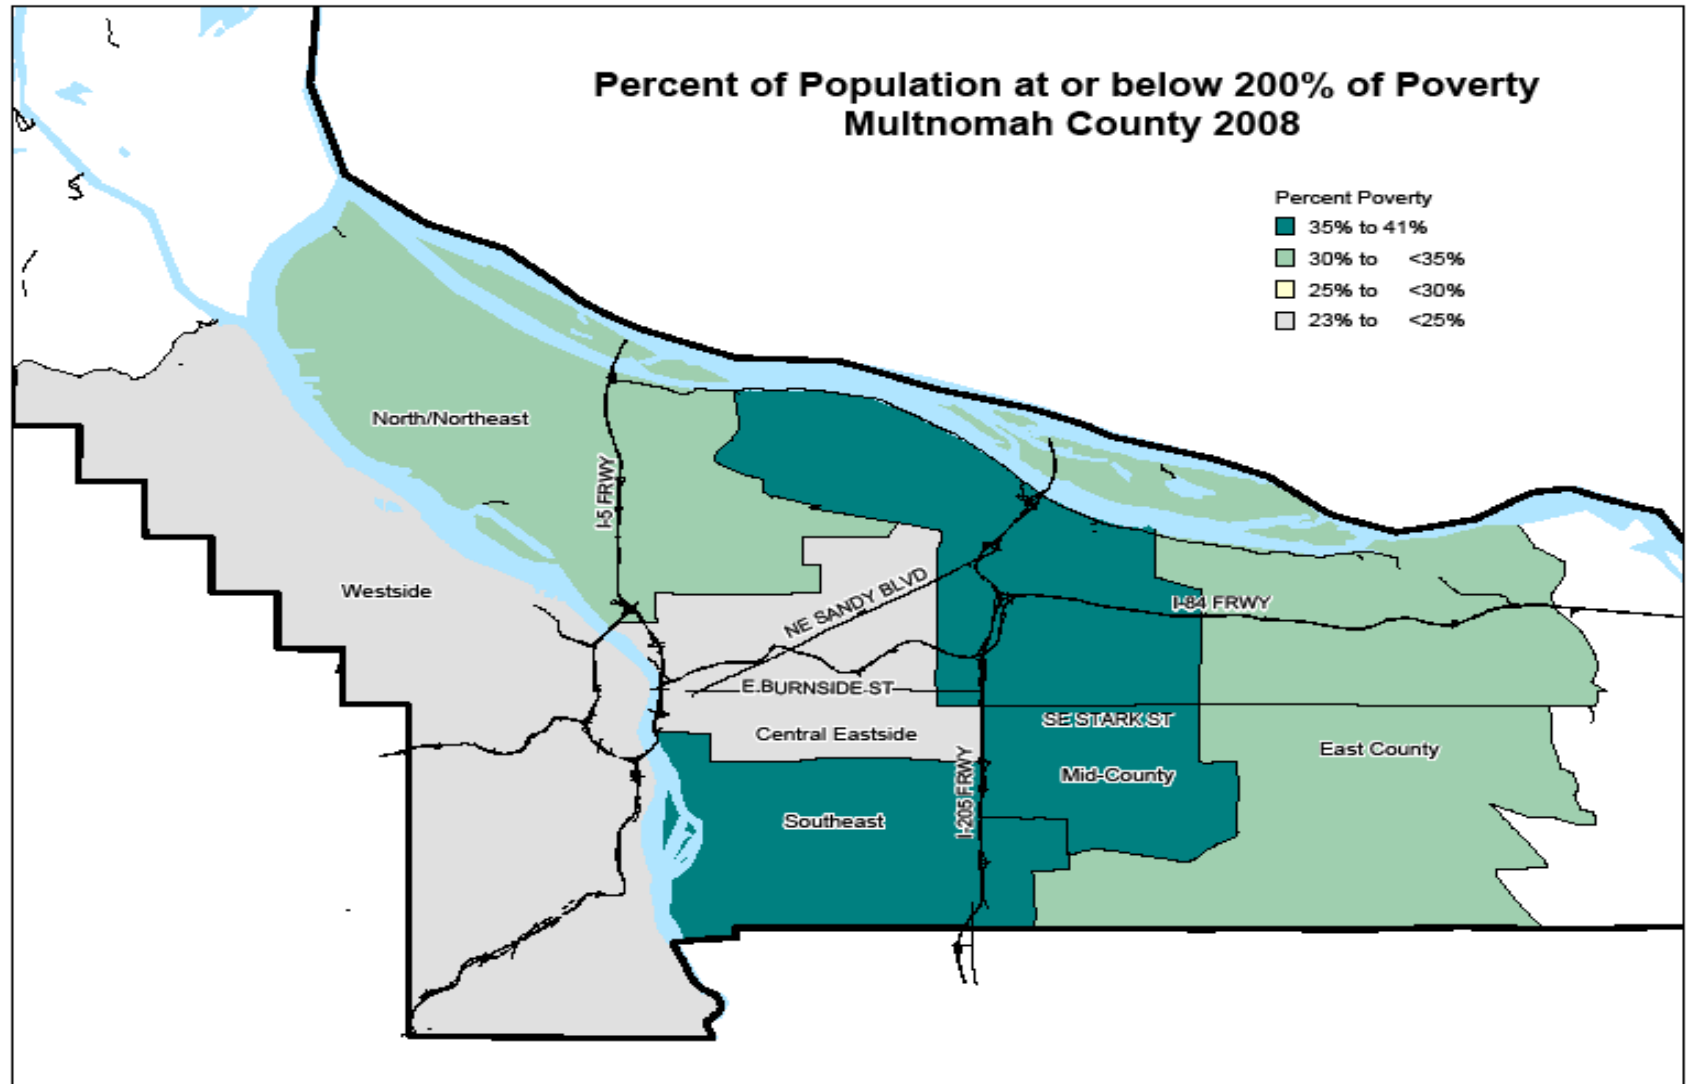 Percent of Population at or below 200% of Poverty
Multnomah County 2008
Percent Poverty
35% to 41%
30% to <35%
25% to <30%
23% to <25%
North/Northeast
I-5 FRWY
Westside
NE SANDY BLVD
I-84 FRWY
E.BURNSIDE ST
SE STARK ST
Central Eastside
East County
I-205 FRWY
Mid-County
Southeast